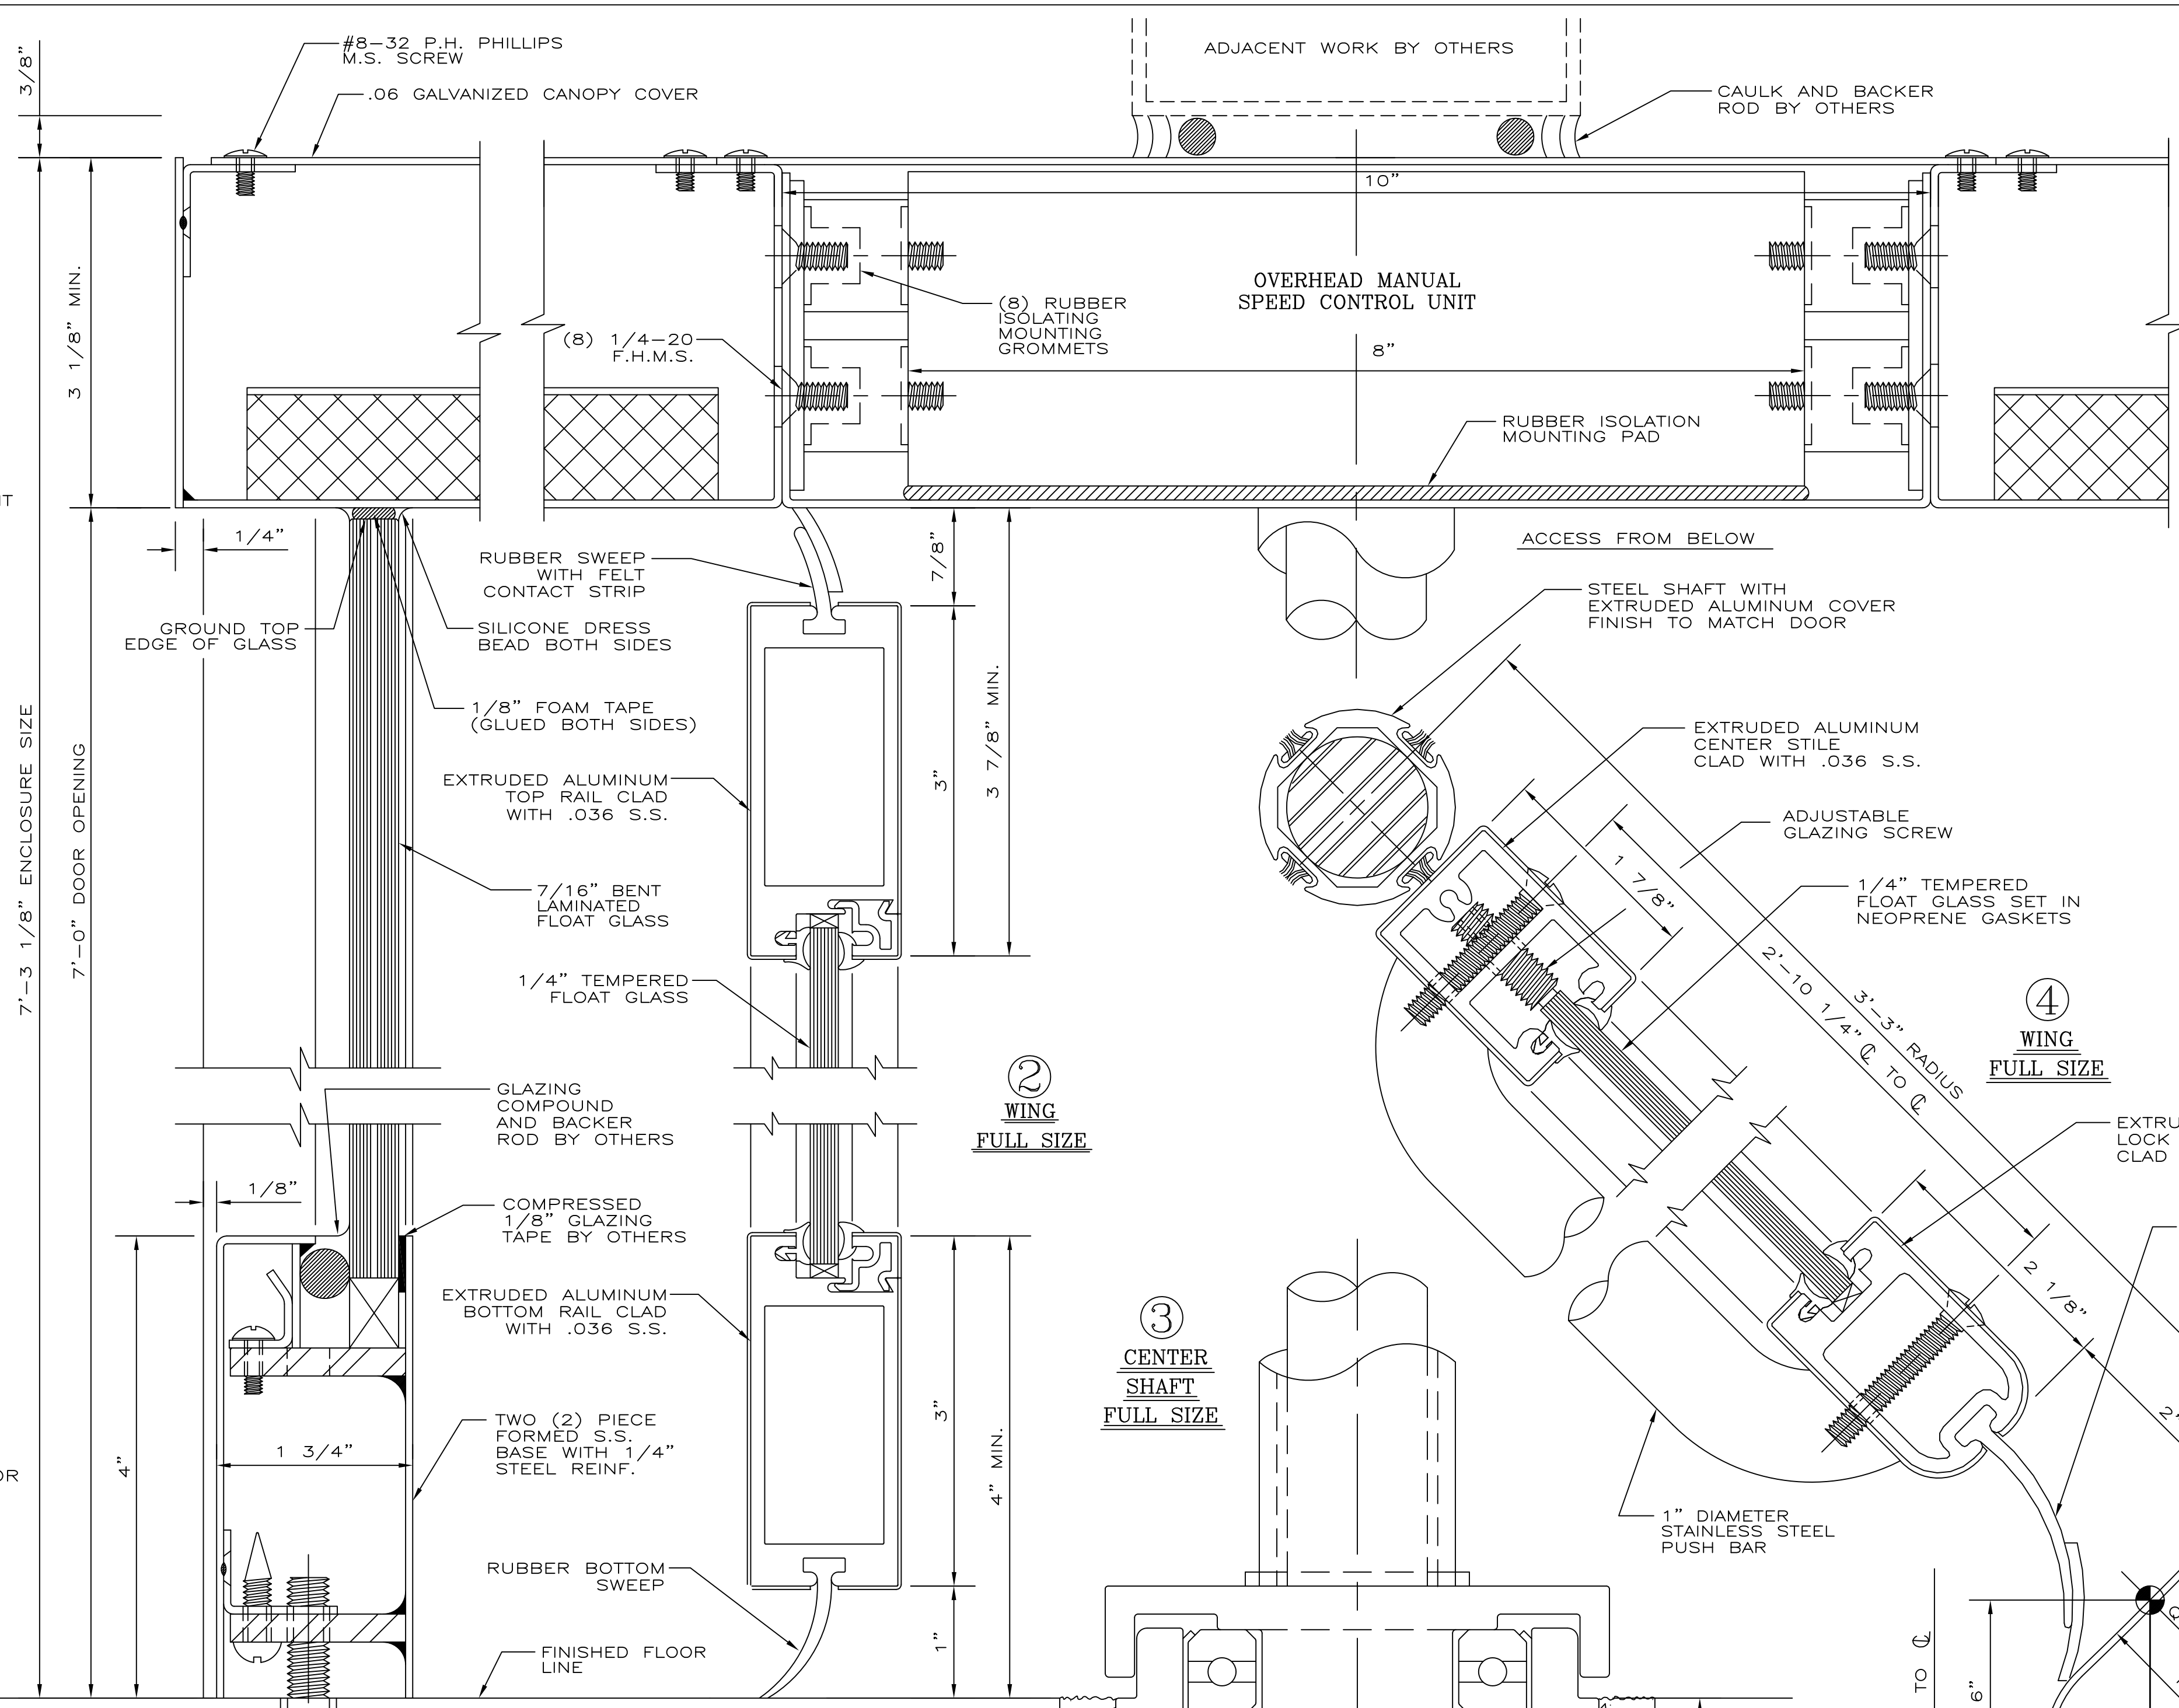 3/8"
#8-32 P.H. PHILLIPS
M.S. SCREW
.06 GALVANIZED CANOPY COVER
ADJACENT WORK BY OTHERS
CAULK AND BACKER
ROD BY OTHERS
10"
3 1/8" MIN.
OVERHEAD MANUAL
SPEED CONTROL UNIT
(8) RUBBER
ISOLATING
MOUNTING
GROMMETS
(8) 1/4-20
F.H.M.S.
8"
RUBBER ISOLATION
MOUNTING PAD
1/4"
ACCESS FROM BELOW
RUBBER SWEEP
WITH FELT
CONTACT STRIP
7/8"
STEEL SHAFT WITH
EXTRUDED ALUMINUM COVER
FINISH TO MATCH DOOR
GROUND TOP
EDGE OF GLASS
SILICONE DRESS
BEAD BOTH SIDES
1/8" FOAM TAPE
(GLUED BOTH SIDES)
7'-3 1/8" ENCLOSURE SIZE
7'-0" DOOR OPENING
EXTRUDED ALUMINUM
TOP RAIL CLAD
WITH .036 S.S.
3"
3 7/8" MIN.
EXTRUDED ALUMINUM
CENTER STILE
CLAD WITH .036 S.S.
ADJUSTABLE
GLAZING SCREW
7/16" BENT
LAMINATED
FLOAT GLASS
1 7/8"
1/4" TEMPERED
FLOAT GLASS SET IN
NEOPRENE GASKETS
1/4" TEMPERED
FLOAT GLASS
2'-10 1/4" ℄ TO ℄
3'-3" RADIUS
4
WING
FULL SIZE
2
WING
FULL SIZE
GLAZING
COMPOUND
AND BACKER
ROD BY OTHERS
EXTRU
LOCK
CLAD
1/8"
COMPRESSED
1/8" GLAZING
TAPE BY OTHERS
EXTRUDED ALUMINUM
BOTTOM RAIL CLAD
WITH .036 S.S.
2 1/8"
3
CENTER
SHAFT
FULL SIZE
4"
1 3/4"
TWO (2) PIECE
FORMED S.S.
BASE WITH 1/4"
STEEL REINF.
3"
4" MIN.
2"
1" DIAMETER
STAINLESS STEEL
PUSH BAR
RUBBER BOTTOM
SWEEP
FINISHED FLOOR
LINE
1"
TO ℄
6"